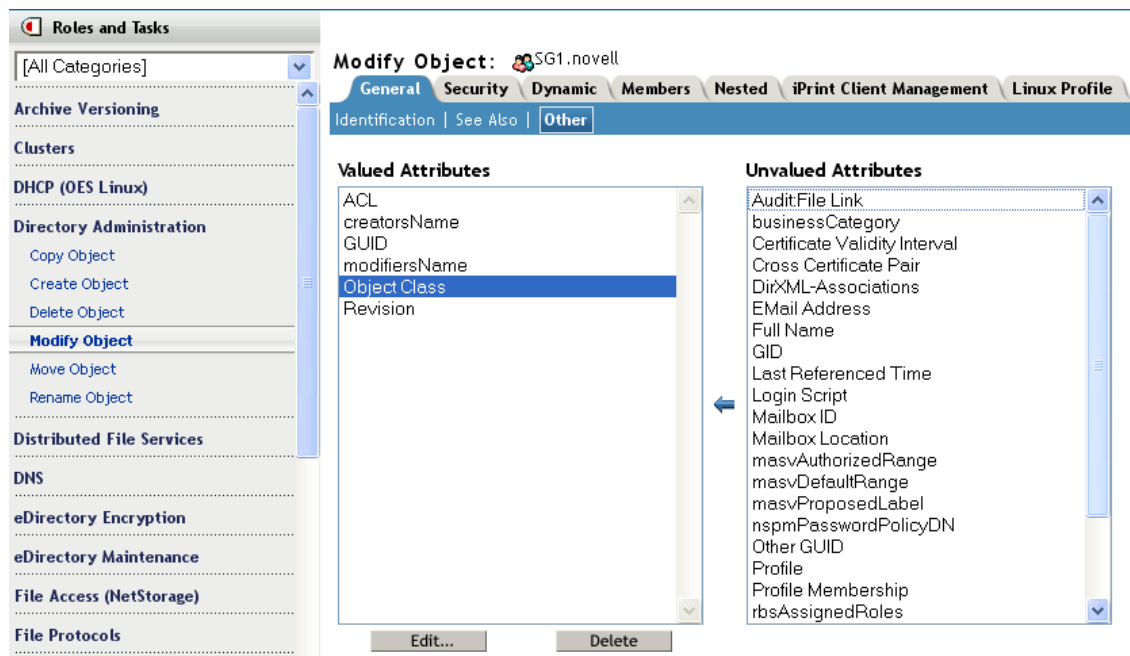 Roles and Tasks
[All Categories]
Archive Versioning
Clusters
DHCP (OES Linux)
Directory Administration
Copy Object
Create Object
Delete Object
Modify Object
Move Object
Rename Object
Distributed File Services
DNS
eDirectory Encryption
eDirectory Maintenance
File Access (NetStorage)
File Protocols
Modify Object: SG1.novell
General Security Dynamic Members Nested iPrint Client Management Linux Profile
Identification | See Also | Other
Valued Attributes
ACL
creatorsName
GUID
modifiersName
Object Class
Revision
Edit...
Delete
Unvalued Attributes
Audit:File Link
businessCategory
Certificate Validity Interval
Cross Certificate Pair
DirXML-Associations
EMail Address
Full Name
GID
Last Referenced Time
Login Script
Mailbox ID
Mailbox Location
masvAuthorizedRange
masvDefaultRange
masvProposedLabel
nspmPasswordPolicyDN
Other GUID
Profile
Profile Membership
rbsAssignedRoles